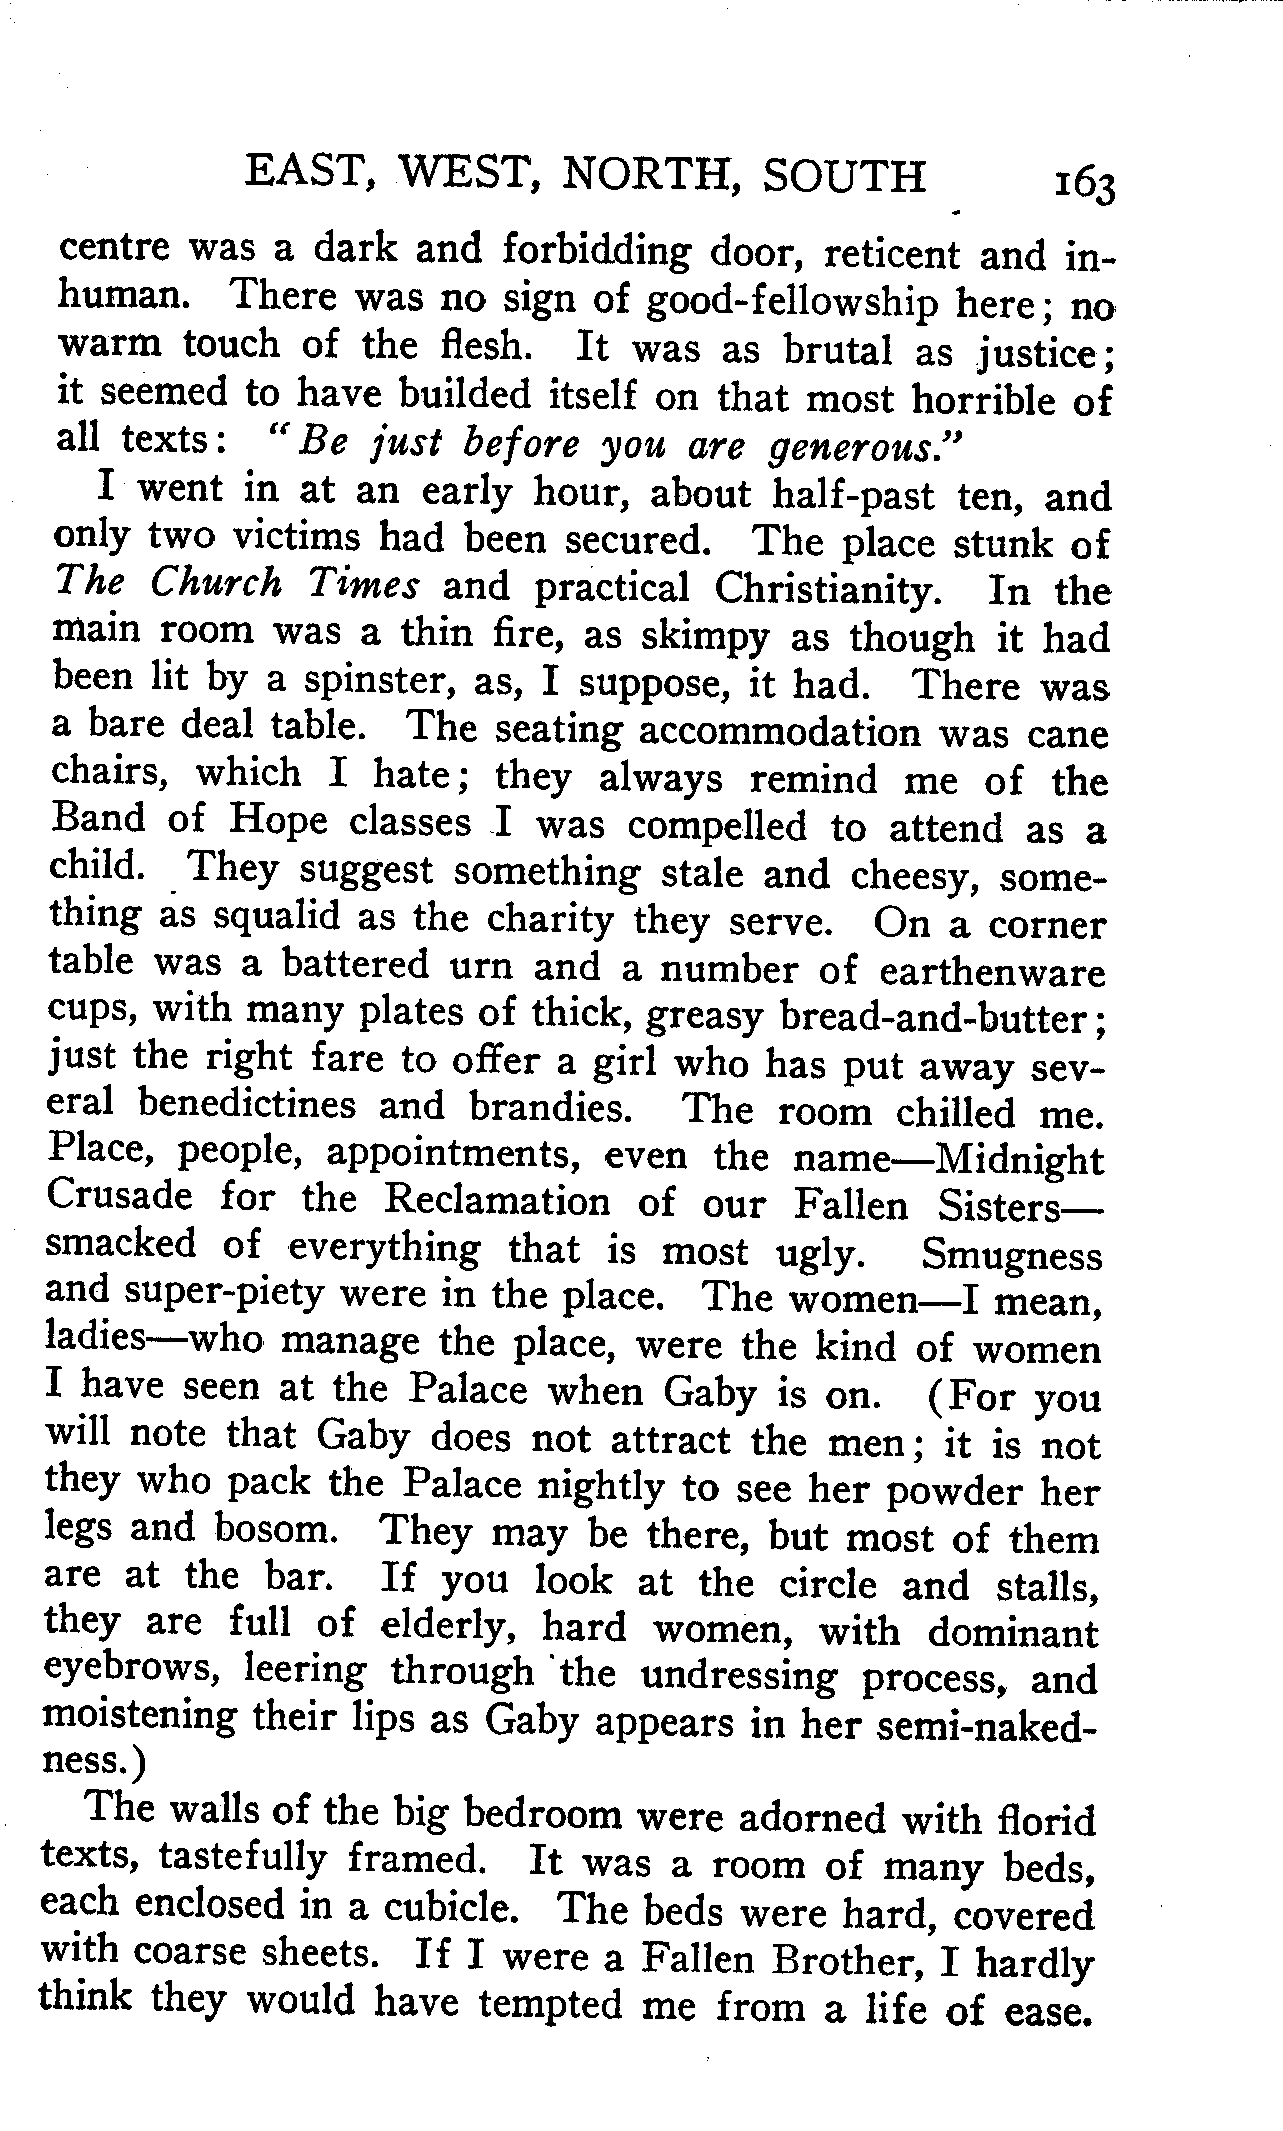 EAST, WEST, NORTH, SOUTH 163
centre was a dark and forbidding door, reticent and in-
human. There was no sign of good-fellowship here; no
warm touch of the flesh. It was as brutal as justice;
it seemed to have builded itself on that most horrible of
all texts: "Be just before you are generous."
I went in at an early hour, about half-past ten, and
only two victims had been secured. The place stunk of
The Church Times and practical Christianity. In the
main room was a thin fire, as skimpy as though it had
been lit by a spinster, as, I suppose, it had. There was
a bare deal table. The seating accommodation was cane
chairs, which I hate; they always remind me of the
Band of Hope classes I was compelled to attend as a
child. They suggest something stale and cheesy, some-
thing as squalid as the charity they serve. On a corner
table was a battered urn and a number of earthenware
cups, with many plates of thick, greasy bread-and-butter;
just the right fare to offer a girl who has put away sev-
eral benedictines and brandies. The room chilled me.
Place, people, appointments, even the name—Midnight
Crusade for the Reclamation of our Fallen Sisters—
smacked of everything that is most ugly. Smugness
and super-piety were in the place. The women—I mean,
ladies—who manage the place, were the kind of women
I have seen at the Palace when Gaby is on. (For you
will note that Gaby does not attract the men; it is not
they who pack the Palace nightly to see her powder her
legs and bosom. They may be there, but most of them
are at the bar. If you look at the circle and stalls,
they are full of elderly, hard women, with dominant
eyebrows, leering through the undressing process, and
moistening their lips as Gaby appears in her semi-naked-
ness.)
The walls of the big bedroom were adorned with florid
texts, tastefully framed. It was a room of many beds,
each enclosed in a cubicle. The beds were hard, covered
with coarse sheets. If I were a Fallen Brother, I hardly
think they would have tempted me from a life of ease.